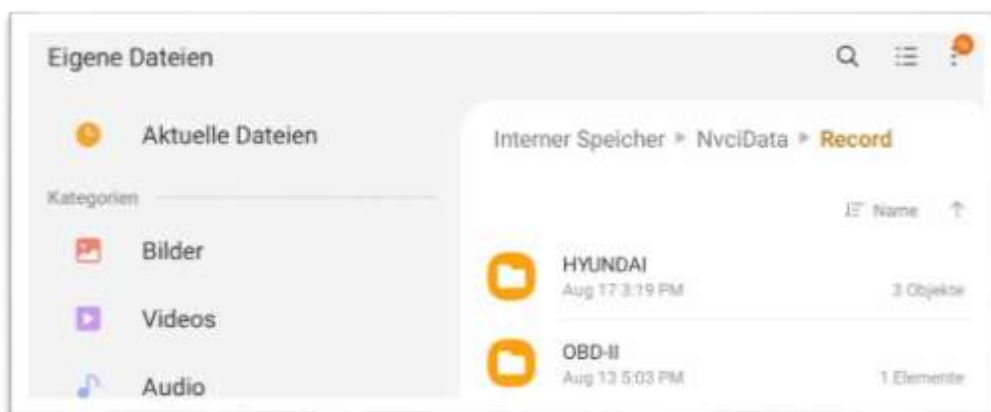 Eigene Dateien
Aktuelle Dateien
Kategorien
Bilder
Videos
Audio
Interner Speicher ▸ NvciData ▸ Record
Name ↑
HYUNDAI
Aug 17 3:19 PM
3 Objekte
OBD-II
Aug 13 5:03 PM
1 Elemente